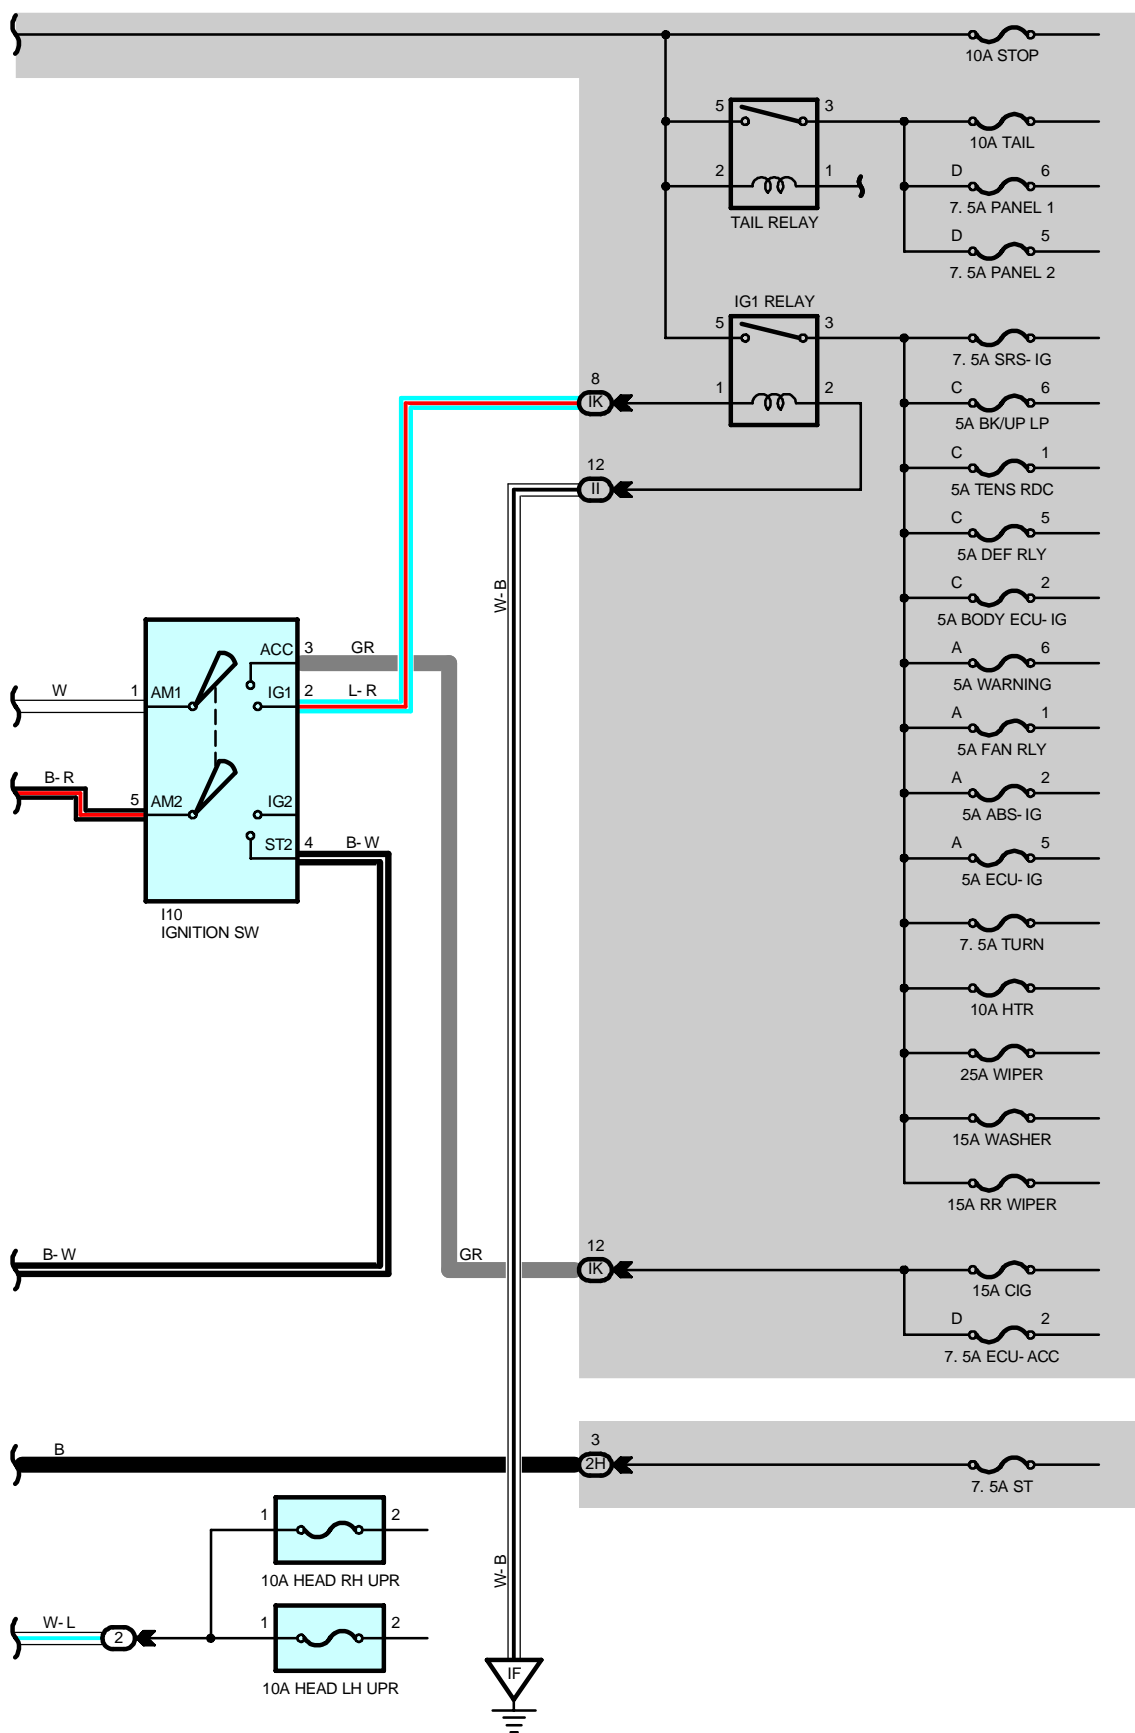 10A STOP
5 3
10A TAIL
2 1
D 6
7. 5A PANEL 1
TAIL RELAY
D 5
7. 5A PANEL 2
IG1 RELAY
5 3
7. 5A SRS- IG
8
IK
1 2
C 6
5A BK/UP LP
12
II
C 1
5A TENS RDC
C 5
5A DEF RLY
W- B
C 2
5A BODY ECU- IG
ACC 3 GR
A 6
5A WARNING
W 1 AM1
IG1 2 L- R
A 1
5A FAN RLY
B- R
5 AM2
IG2
A 2
5A ABS- IG
ST2 4 B- W
A 5
5A ECU- IG
I10
IGNITION SW
7. 5A TURN
10A HTR
25A WIPER
15A WASHER
15A RR WIPER
B- W
GR
12
IK
15A CIG
D 2
7. 5A ECU- ACC
B
3
2H
7. 5A ST
1 2
10A HEAD RH UPR
W- B
W- L
2
1 2
10A HEAD LH UPR
IF